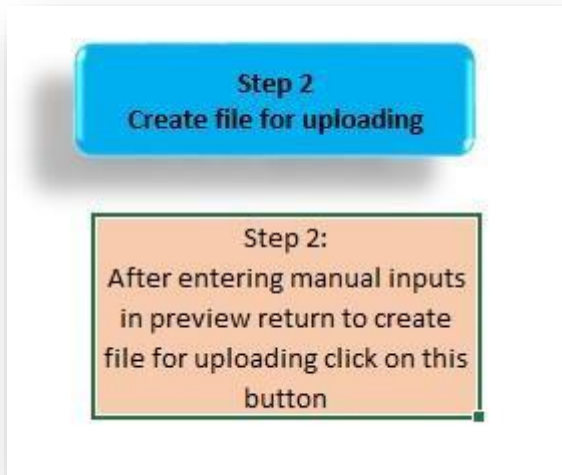 Step 2
Create file for uploading
Step 2:
After entering manual inputs
in preview return to create
file for uploading click on this
button